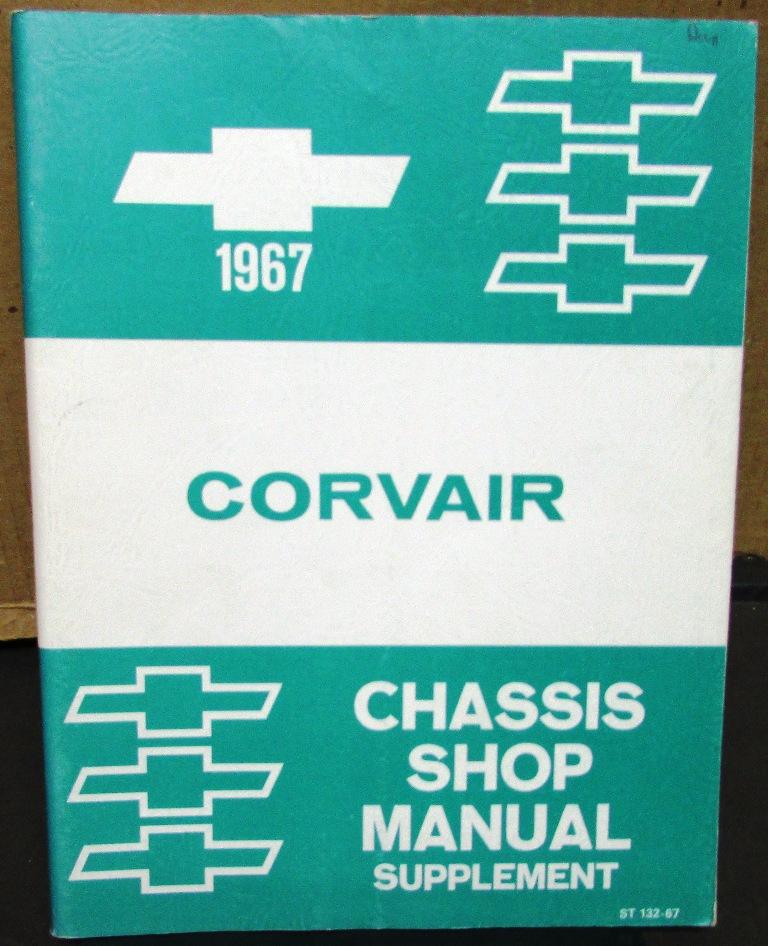 1967
CORVAIR
CHASSIS
SHOP
MANUAL
SUPPLEMENT
ST 132-67